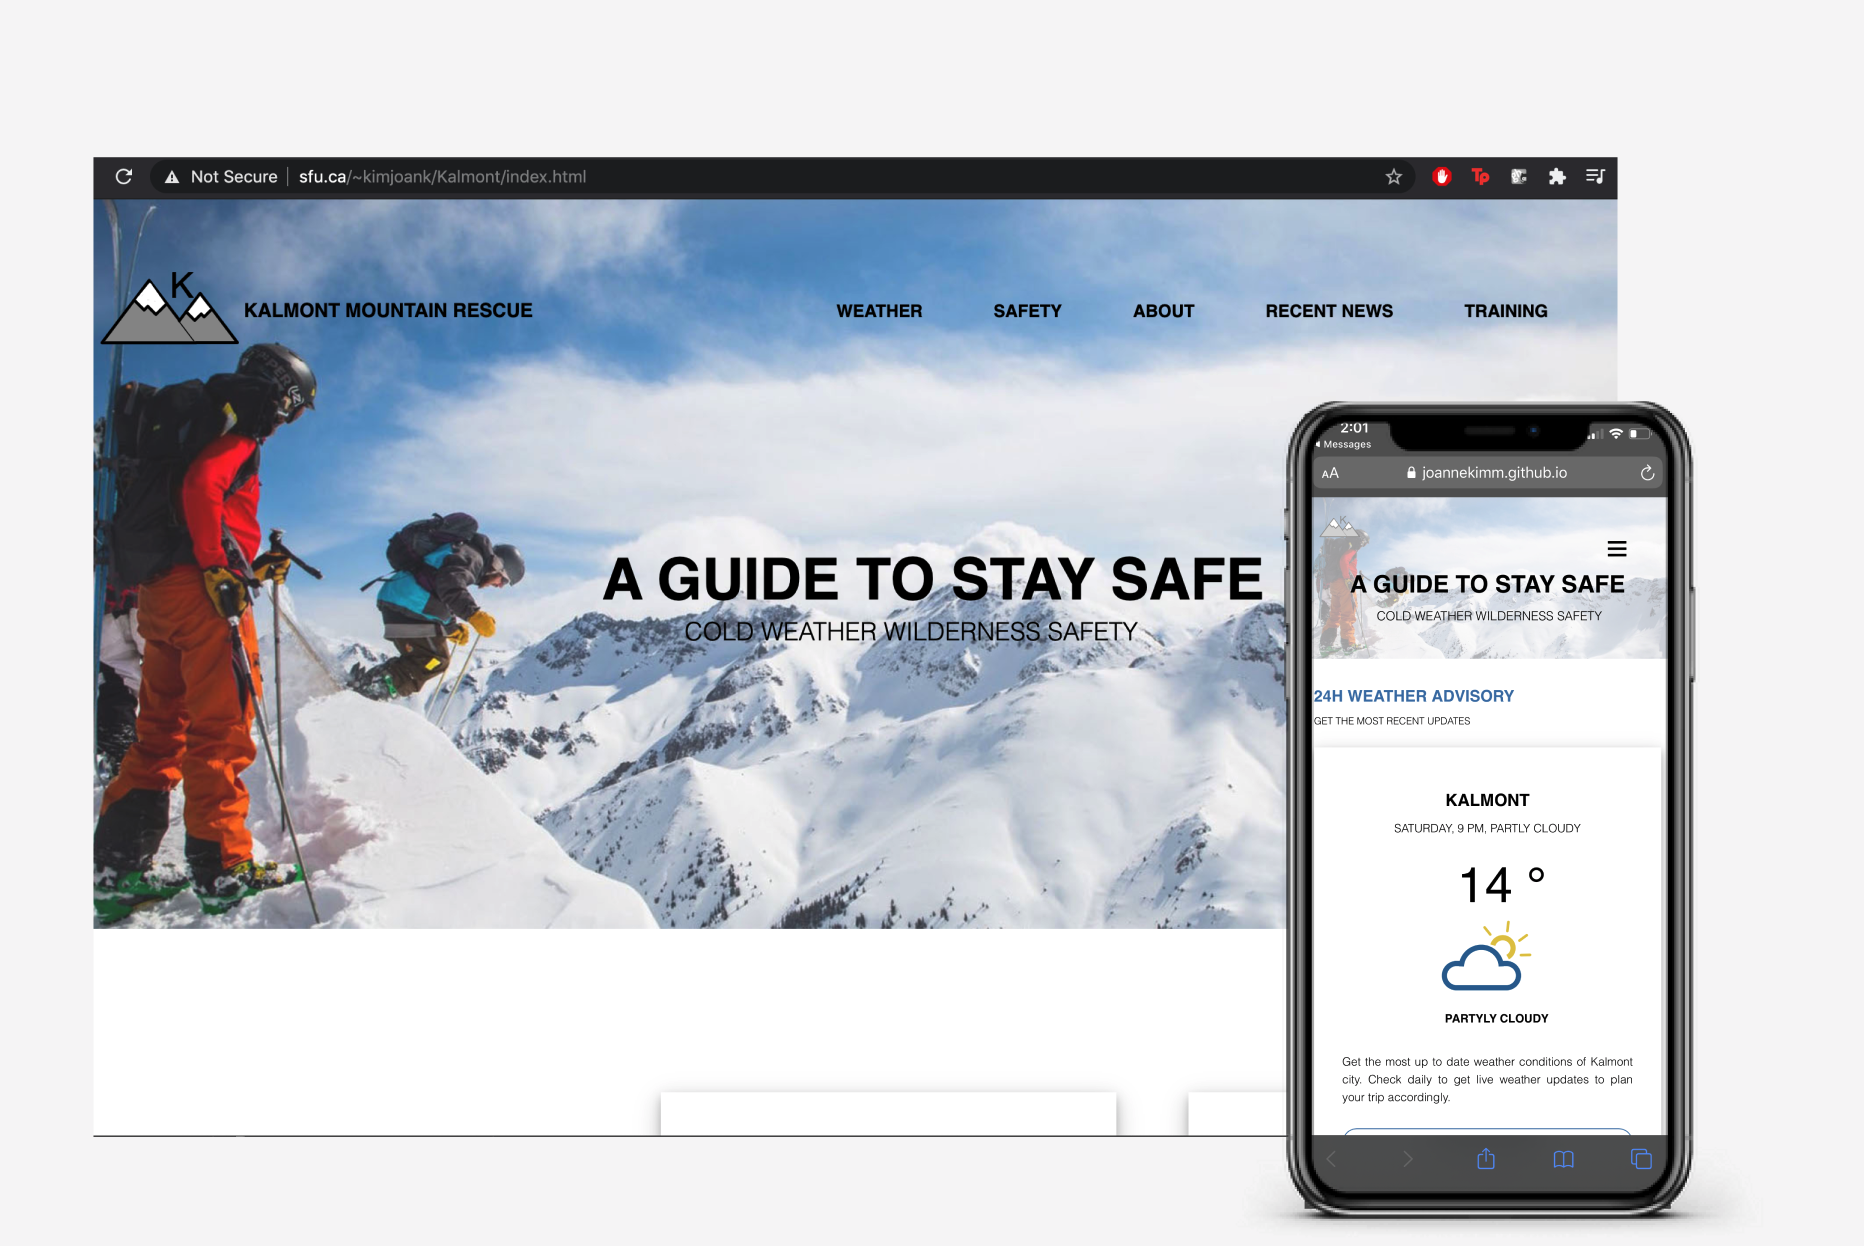 Not Secure | sfu.ca/~kimjoank/Kalmont/index.html
Tp
K
KALMONT MOUNTAIN RESCUE
WEATHER SAFETY ABOUT RECENT NEWS TRAINING
A GUIDE TO STAY SAFE
COLD WEATHER WILDERNESS SAFETY
2:01
Messages
AA joannekimm.github.io
K
A GUIDE TO STAY SAFE
COLD WEATHER WILDERNESS SAFETY
24H WEATHER ADVISORY
GET THE MOST RECENT UPDATES
KALMONT
SATURDAY, 9 PM, PARTLY CLOUDY
14 °
PARTYLY CLOUDY
Get the most up to date weather conditions of Kalmont
city. Check daily to get live weather updates to plan
your trip accordingly.